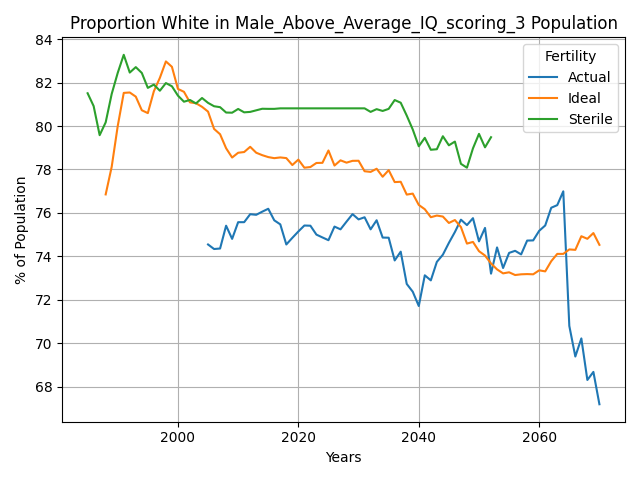 Proportion White in Male_Above_Average_IQ_scoring_3 Population
84
82
80
78
76
74
72
70
68
% of Population
2000
2020
2040
2060
Years
Fertility
Actual
Ideal
Sterile